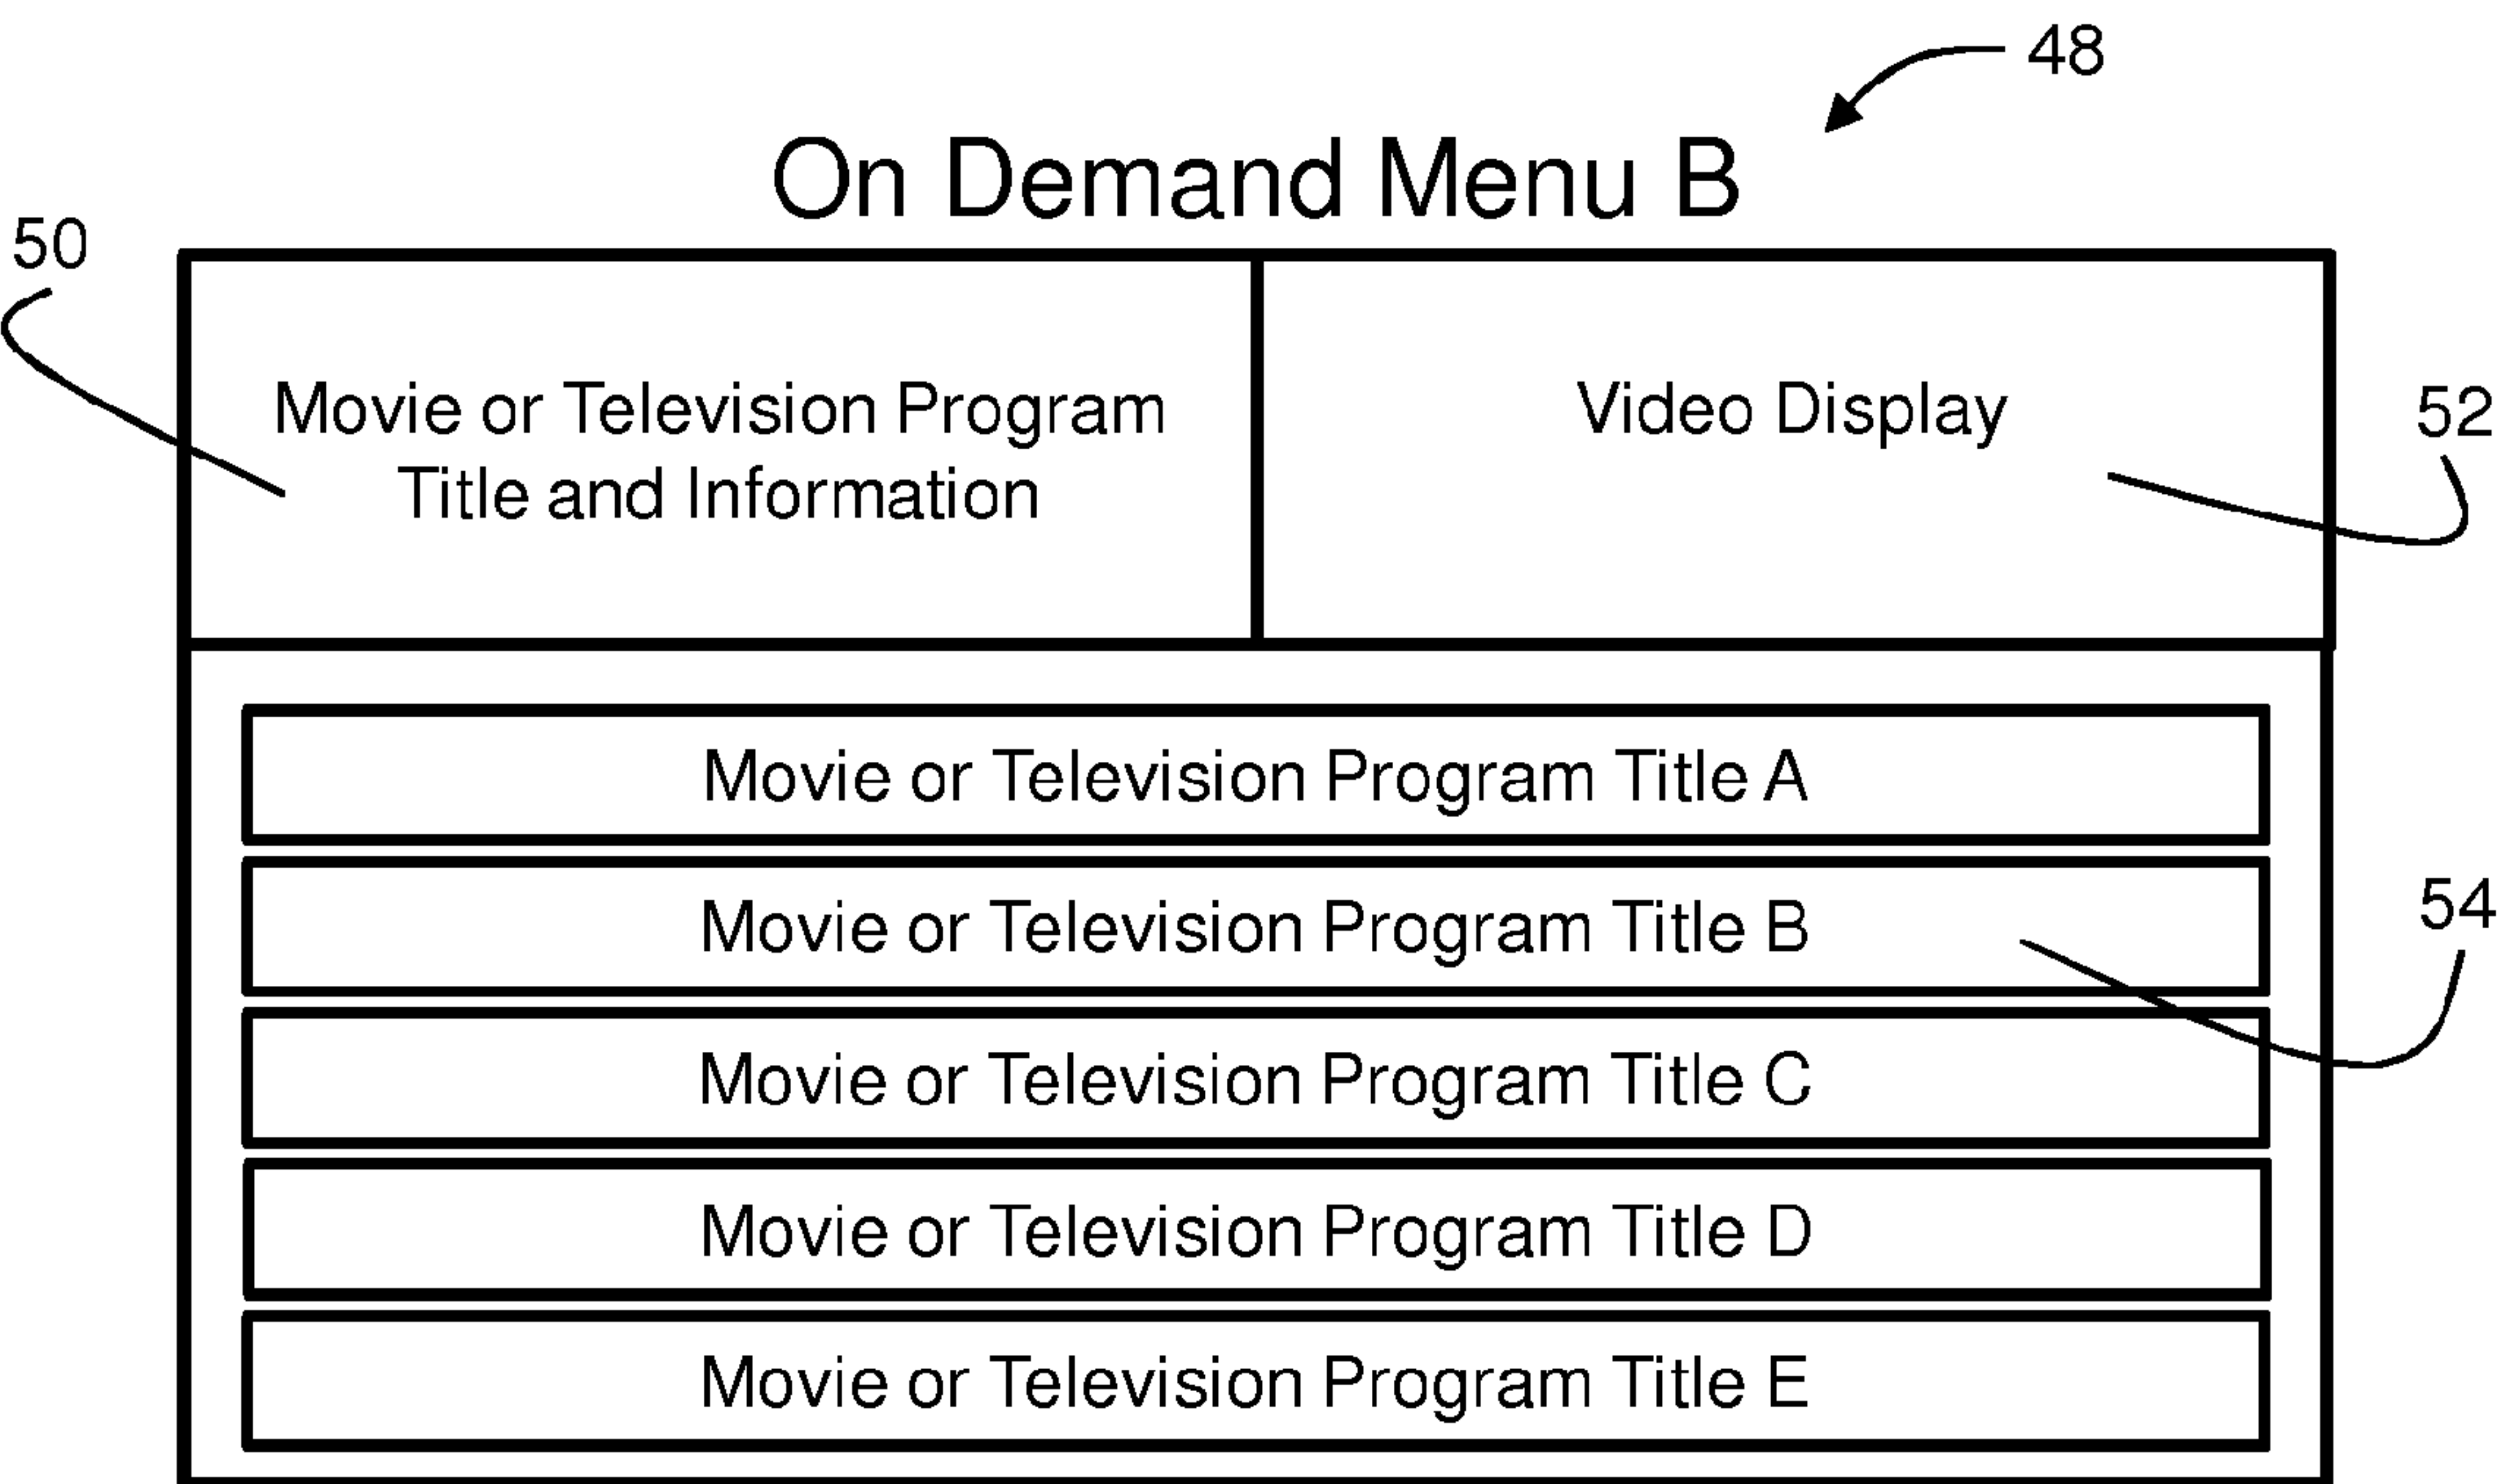 48
On Demand Menu B
50
Movie or Television Program
Title and Information
Video Display
52
Movie or Television Program Title A
Movie or Television Program Title B
54
Movie or Television Program Title C
Movie or Television Program Title D
Movie or Television Program Title E